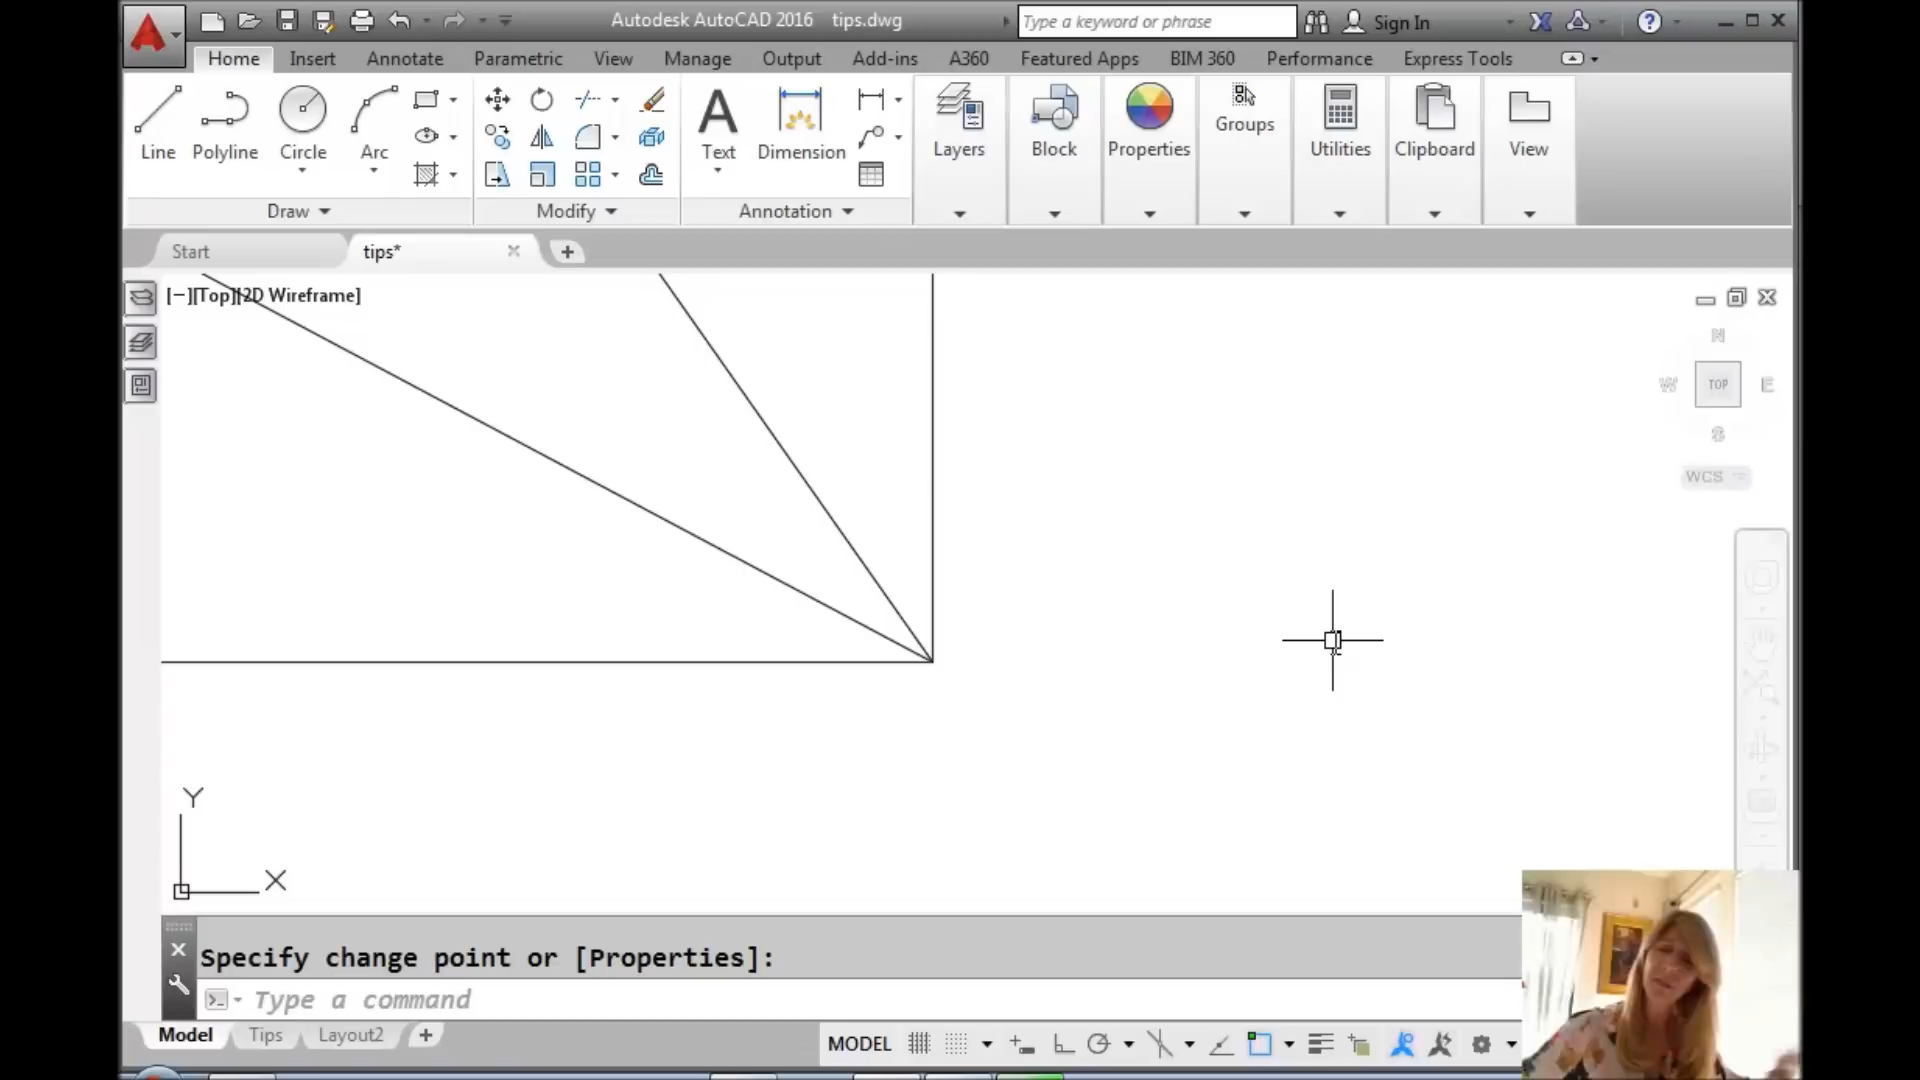 Autodesk AutoCAD 2016 tips.dwg
Type a keyword or phrase
Sign In
Home Insert Annotate Parametric View Manage Output Add-ins A360 Featured Apps BIM 360 Performance Express Tools
Line Polyline Circle Arc
Text Dimension
Layers Block Properties Groups Utilities Clipboard View
Draw Modify Annotation
Start tips*
[−][Top][2D Wireframe]
N
W TOP E
S
WCS
Y
X
Specify change point or [Properties]:
Type a command
Model Tips Layout2
MODEL